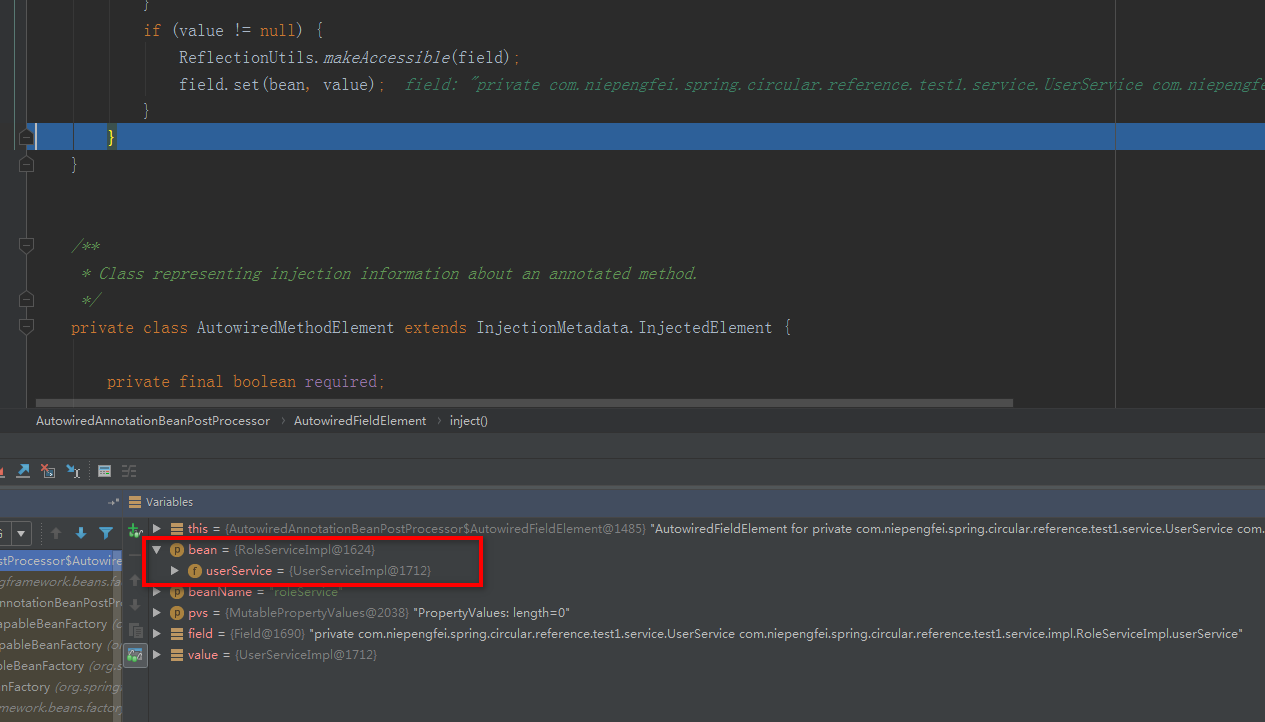 }
if (value != null) {
ReflectionUtils.makeAccessible(field);
field.set(bean, value);  field: "private com.niepengfei.spring.circular.reference.test1.service.UserService com.niepengfe
}
}
}
/**
* Class representing injection information about an annotated method.
*/
private class AutowiredMethodElement extends InjectionMetadata.InjectedElement {
private final boolean required;
AutowiredAnnotationBeanPostProcessor › AutowiredFieldElement › inject()
Variables
this = {AutowiredAnnotationBeanPostProcessor$AutowiredFieldElement@1485} "AutowiredFieldElement for private com.niepengfei.spring.circular.reference.test1.service.UserService com.
stProcessor$Autowire
bean = {RoleServiceImpl@1624}
userService = {UserServiceImpl@1712}
gframework.beans.fa
beanName = "roleService"
nnotationBeanPostPr
pvs = {MutablePropertyValues@2038} "PropertyValues: length=0"
apableBeanFactory (o
field = {Field@1690} "private com.niepengfei.spring.circular.reference.test1.service.UserService com.niepengfei.spring.circular.reference.test1.service.impl.RoleServiceImpl.userService"
pableBeanFactory (or
value = {UserServiceImpl@1712}
bleBeanFactory (org.s
nFactory (org.spring
mework.beans.factory